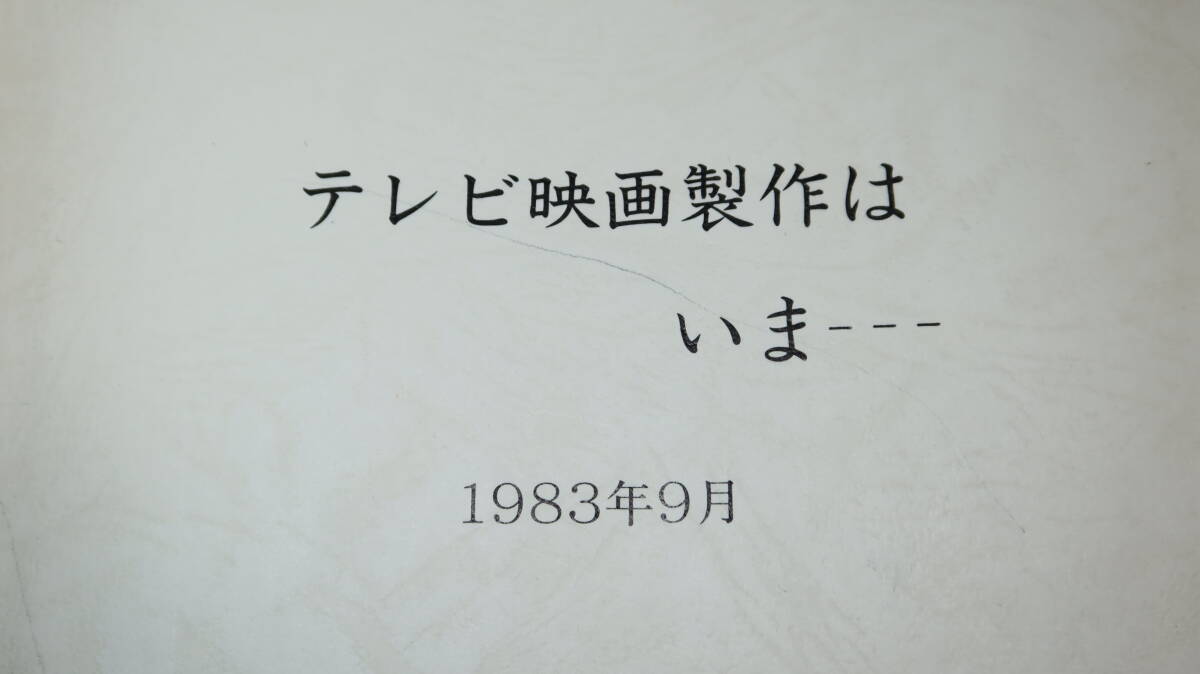 テレビ映画製作は
いま---
1983年9月